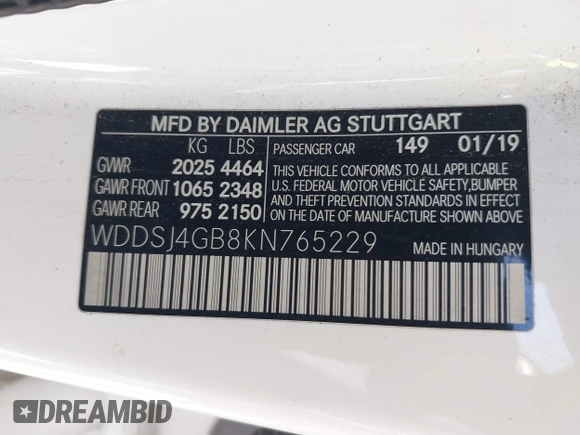 MFD BY DAIMLER AG STUTTGART
KG LBS
GVWR 2025 4464
GAWR FRONT 1065 2348
GAWR REAR 975 2150
PASSENGER CAR 149 01/19
THIS VEHICLE CONFORMS TO ALL APPLICABLE
U.S. FEDERAL MOTOR VEHICLE SAFETY,BUMPER
AND THEFT PREVENTION STANDARDS IN EFFECT
ON THE DATE OF MANUFACTURE SHOWN ABOVE.
WDDSJ4GB8KN765229
MADE IN HUNGARY
DREAMBID